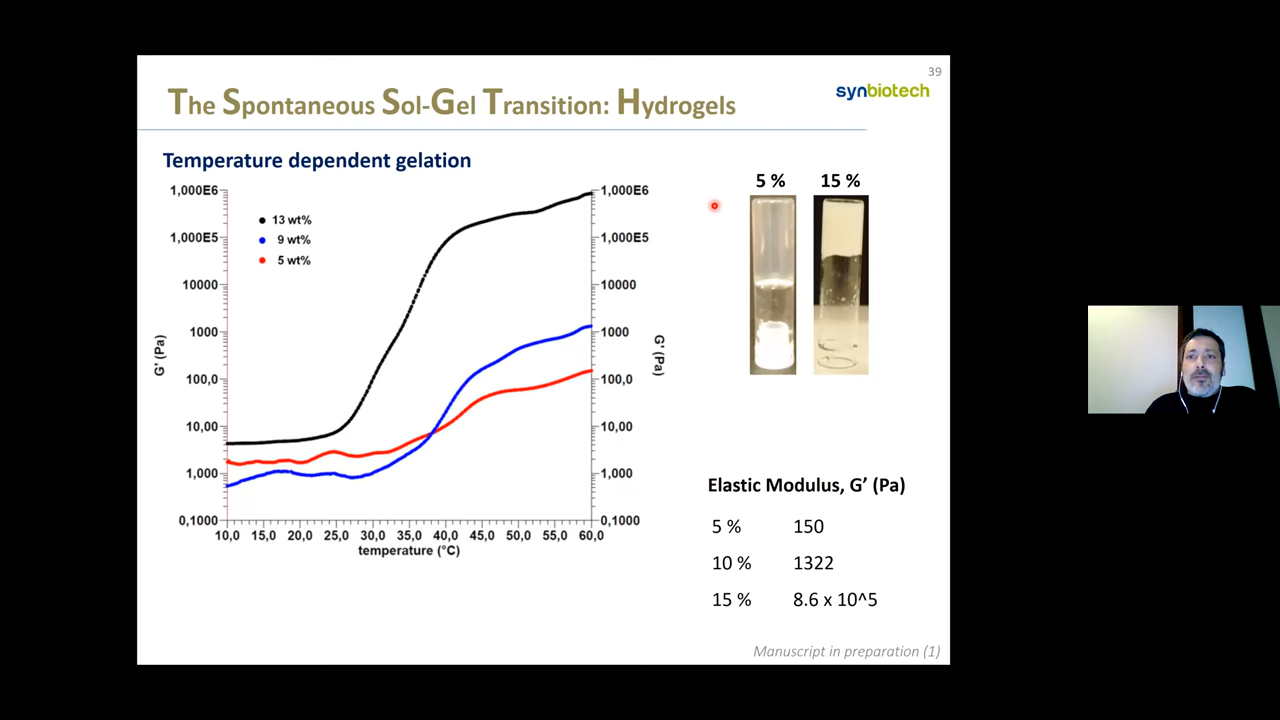 39
synbiotech
The Spontaneous Sol-Gel Transition: Hydrogels
Temperature dependent gelation
1,000E6
1,000E5
10000
1000
100,0
10,00
1,000
0,1000
G' (Pa)
13 wt%
9 wt%
5 wt%
1,000E6
1,000E5
10000
1000
100,0
10,00
1,000
0,1000
G' (Pa)
10,0 15,0 20,0 25,0 30,0 35,0 40,0 45,0 50,0 55,0 60,0
temperature (°C)
5 % 15 %
Elastic Modulus, G’ (Pa)
5 % 150
10 % 1322
15 % 8.6 x 10^5
Manuscript in preparation (1)